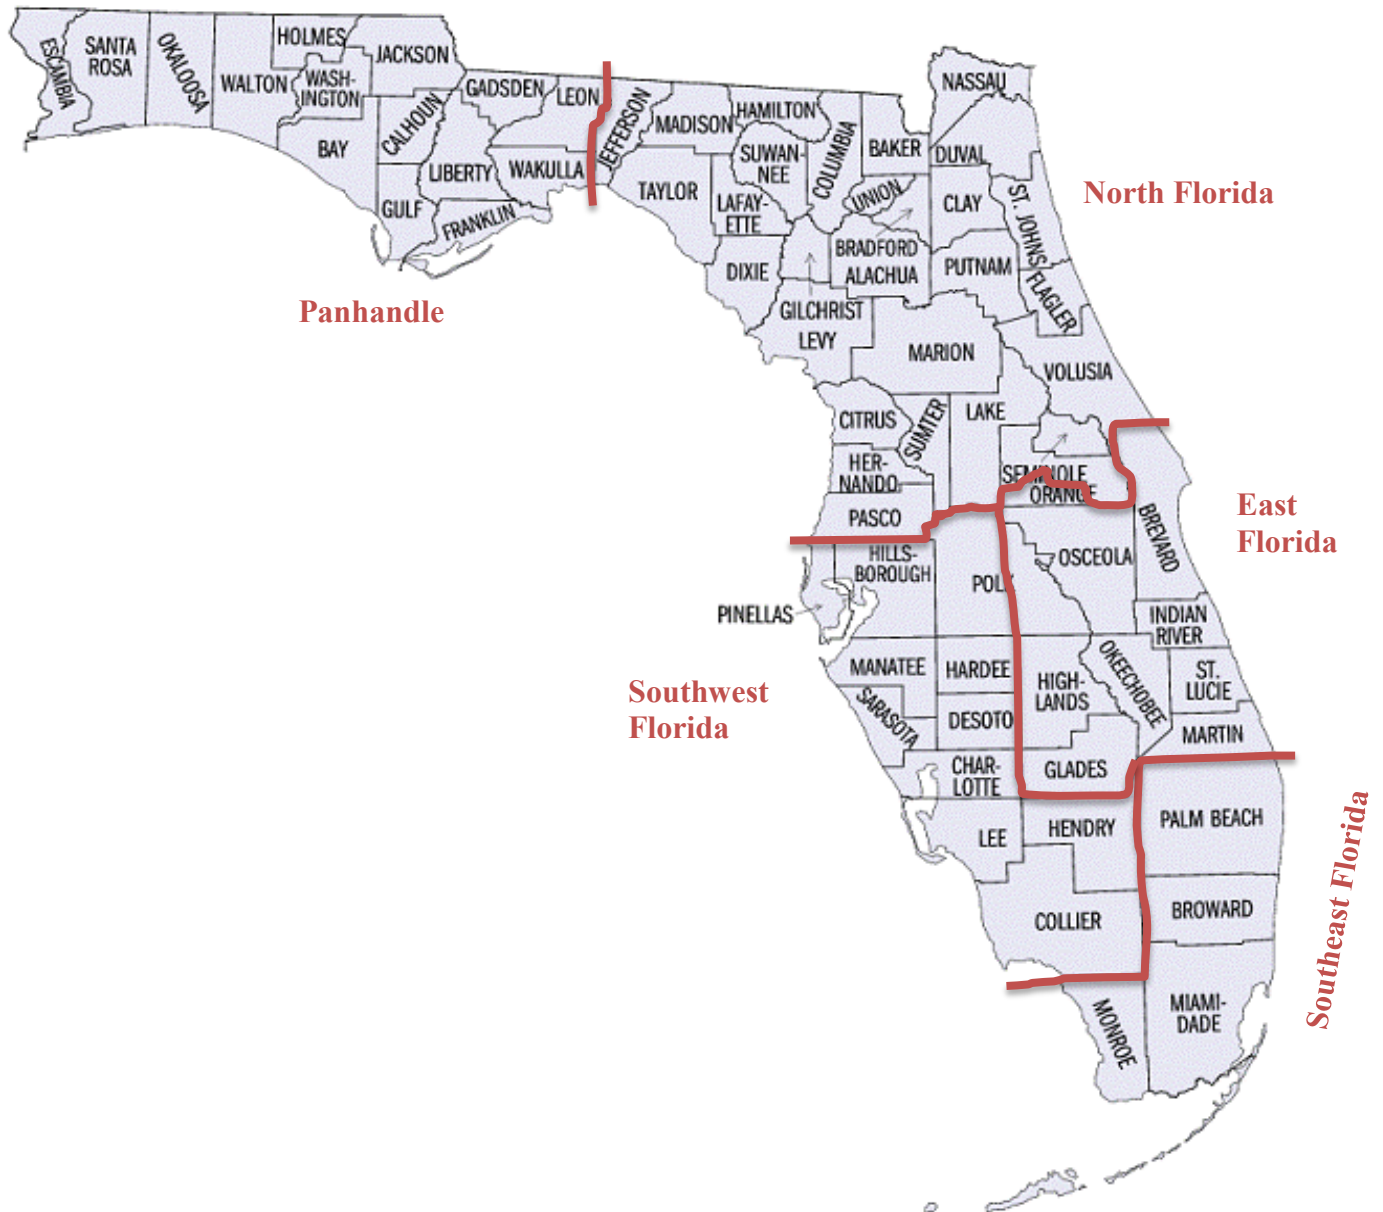 ESCAMBIA
SANTA
ROSA
OKALOOSA
WALTON
HOLMES
WASH-
INGTON
JACKSON
BAY
CALHOUN
GULF
LIBERTY
GADSDEN
FRANKLIN
LEON
WAKULLA
JEFFERSON
MADISON
TAYLOR
HAMILTON
SUWAN-
NEE
LAFAY-
ETTE
DIXIE
COLUMBIA
BAKER
UNION
BRADFORD
ALACHUA
GILCHRIST
LEVY
NASSAU
DUVAL
CLAY
ST. JOHNS
PUTNAM
FLAGLER
MARION
VOLUSIA
North Florida
Panhandle
CITRUS
SUMTER
LAKE
HER-
NANDO
PASCO
SEMINOLE
ORANGE
BREVARD
East
Florida
HILLS-
BOROUGH
POLK
OSCEOLA
PINELLAS
INDIAN
RIVER
MANATEE
HARDEE
HIGH-
LANDS
OKEECHOBEE
ST.
LUCIE
Southwest
Florida
SARASOTA
DESOTO
MARTIN
CHAR-
LOTTE
GLADES
LEE
HENDRY
PALM BEACH
COLLIER
BROWARD
Southeast Florida
MONROE
MIAMI-
DADE